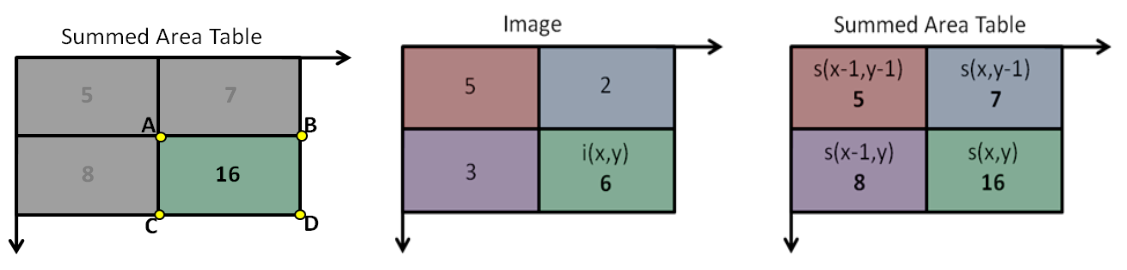 Summed Area Table
5 7
A B
8 16
C D
Image
5 2
3 i(x,y)
6
Summed Area Table
s(x-1,y-1) s(x,y-1)
5 7
s(x-1,y) s(x,y)
8 16